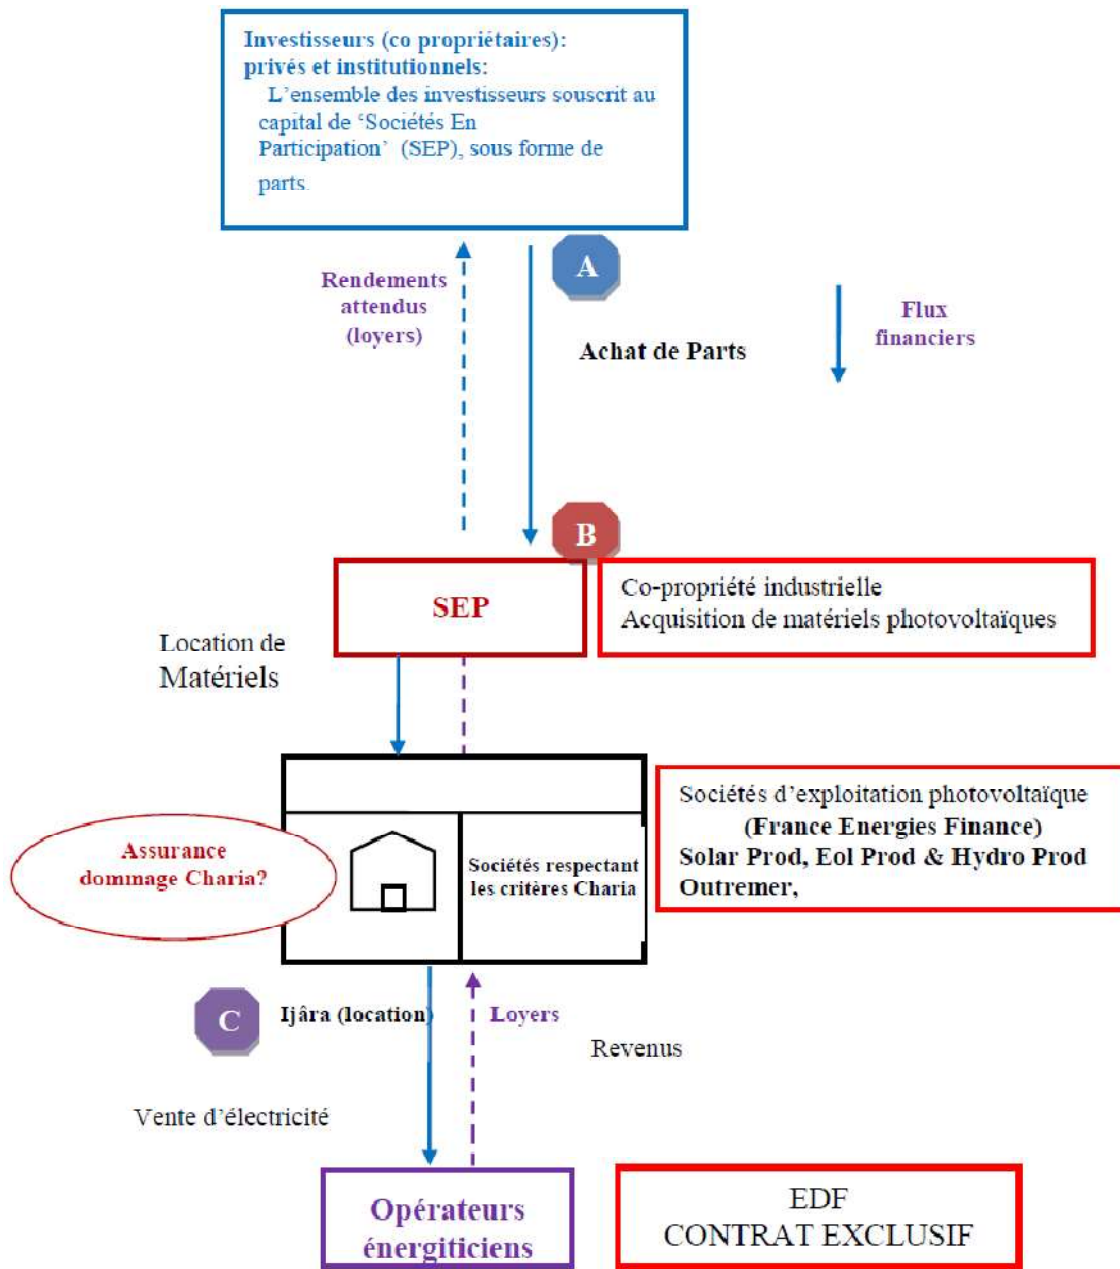 Investisseurs (co propriétaires):
privés et institutionnels:
L'ensemble des investisseurs souscrit au
capital de ‘Sociétés En
Participation’ (SEP), sous forme de
parts.
A
Rendements
attendus
(loyers)
Achat de Parts
Flux
financiers
B
SEP
Co-propriété industrielle
Acquisition de matériels photovoltaïques
Location de
Matériels
Sociétés d’exploitation photovoltaïque
(France Energies Finance)
Solar Prod, Eol Prod & Hydro Prod
Outremer,
Assurance
dommage Charia?
Sociétés respectant
les critères Charia
C
Ijâra (location)
Loyers
Revenus
Vente d’électricité
Opérateurs
énergiticiens
EDF
CONTRAT EXCLUSIF